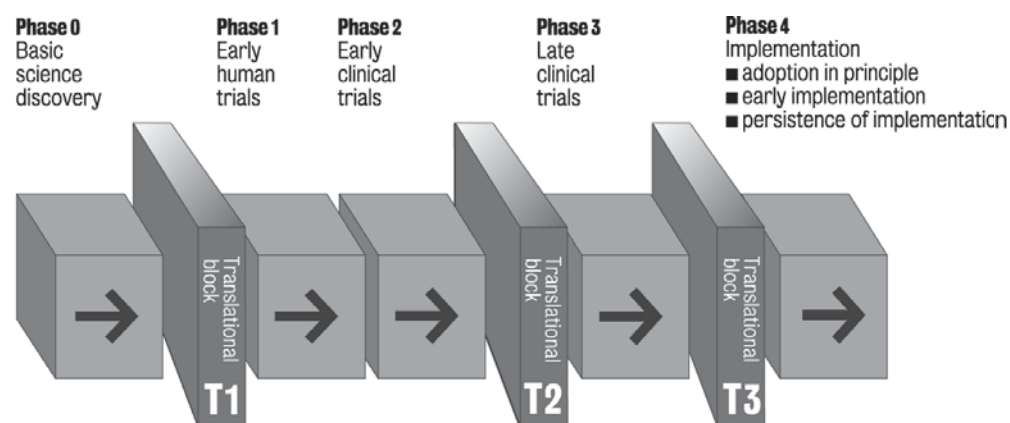 Phase 0
Basic
science
discovery
Phase 1
Early
human
trials
Phase 2
Early
clinical
trials
Phase 3
Late
clinical
trials
Phase 4
Implementation
■ adoption in principle
■ early implementation
■ persistence of implementation
Translational
block
T1
Translational
block
T2
Translational
block
T3